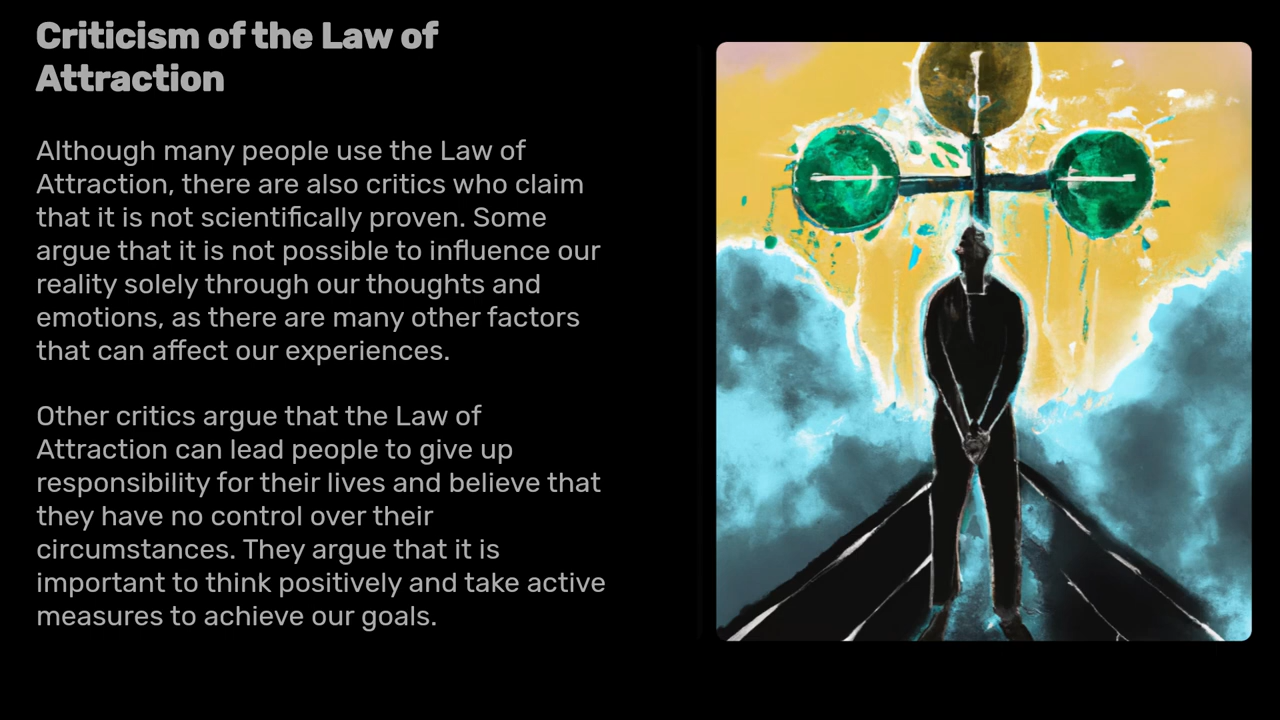 Criticism of the Law of
Attraction
Although many people use the Law of
Attraction, there are also critics who claim
that it is not scientifically proven. Some
argue that it is not possible to influence our
reality solely through our thoughts and
emotions, as there are many other factors
that can affect our experiences.
Other critics argue that the Law of
Attraction can lead people to give up
responsibility for their lives and believe that
they have no control over their
circumstances. They argue that it is
important to think positively and take active
measures to achieve our goals.